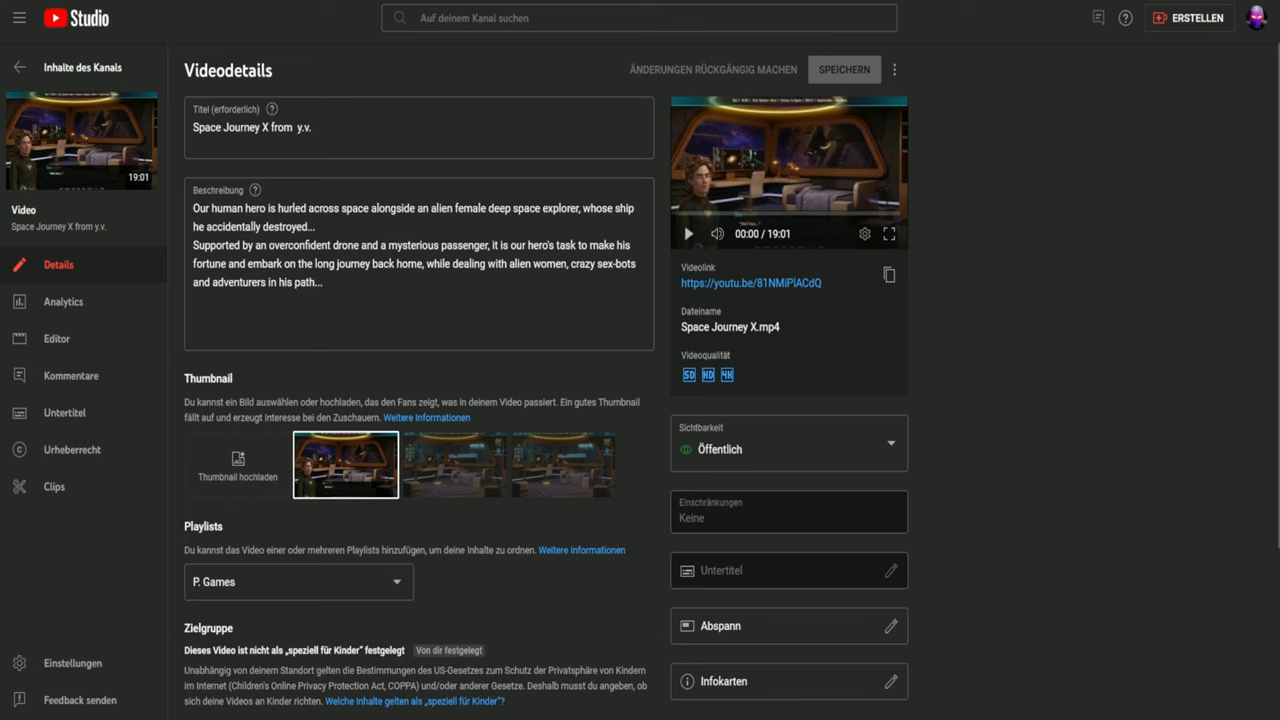 Studio
Auf deinem Kanal suchen
ERSTELLEN
Inhalte des Kanals
19:01
Video
Space Journey X from y.v.
Details
Analytics
Editor
Kommentare
Untertitel
Urheberrecht
Clips
Einstellungen
Feedback senden
Videodetails
ÄNDERUNGEN RÜCKGÄNGIG MACHEN
SPEICHERN
Titel (erforderlich)
Space Journey X from y.v.
Beschreibung
Our human hero is hurled across space alongside an alien female deep space explorer, whose ship
he accidentally destroyed...
Supported by an overconfident drone and a mysterious passenger, it is our hero's task to make his
fortune and embark on the long journey back home, while dealing with alien women, crazy sex-bots
and adventurers in his path...
Thumbnail
Du kannst ein Bild auswählen oder hochladen, das den Fans zeigt, was in deinem Video passiert. Ein gutes Thumbnail
fällt auf und erzeugt Interesse bei den Zuschauern. Weitere Informationen
Thumbnail hochladen
Playlists
Du kannst das Video einer oder mehreren Playlists hinzufügen, um deine Inhalte zu ordnen. Weitere Informationen
P. Games
Zielgruppe
Dieses Video ist nicht als „speziell für Kinder“ festgelegt Von dir festgelegt
Unabhängig von deinem Standort gelten die Bestimmungen des US-Gesetzes zum Schutz der Privatsphäre von Kindern
im Internet (Children's Online Privacy Protection Act, COPPA) und/oder anderer Gesetze. Deshalb musst du angeben, ob
sich deine Videos an Kinder richten. Welche Inhalte gelten als „speziell für Kinder“?
00:00 / 19:01
Videolink
https://youtu.be/81NMiPlACdQ
Dateiname
Space Journey X.mp4
Videoqualität
SD HD 4K
Sichtbarkeit
Öffentlich
Einschränkungen
Keine
Untertitel
Abspann
Infokarten